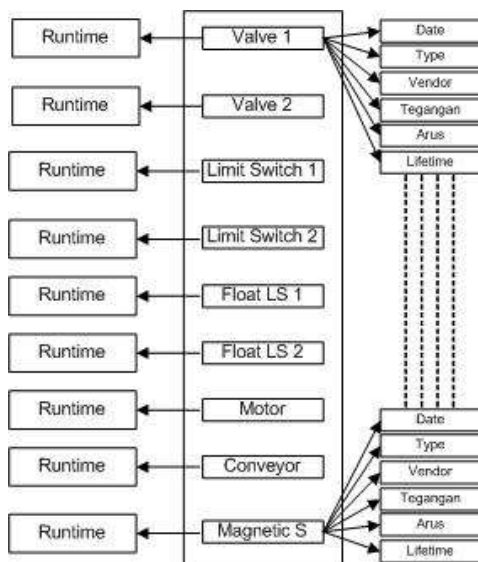 Runtime
Valve 1
Date
Type
Vendor
Tegangan
Arus
Lifetime
Runtime
Valve 2
Runtime
Limit Switch 1
Runtime
Limit Switch 2
Runtime
Float LS 1
Runtime
Float LS 2
Runtime
Motor
Runtime
Conveyor
Runtime
Magnetic S
Date
Type
Vendor
Tegangan
Arus
Lifetime